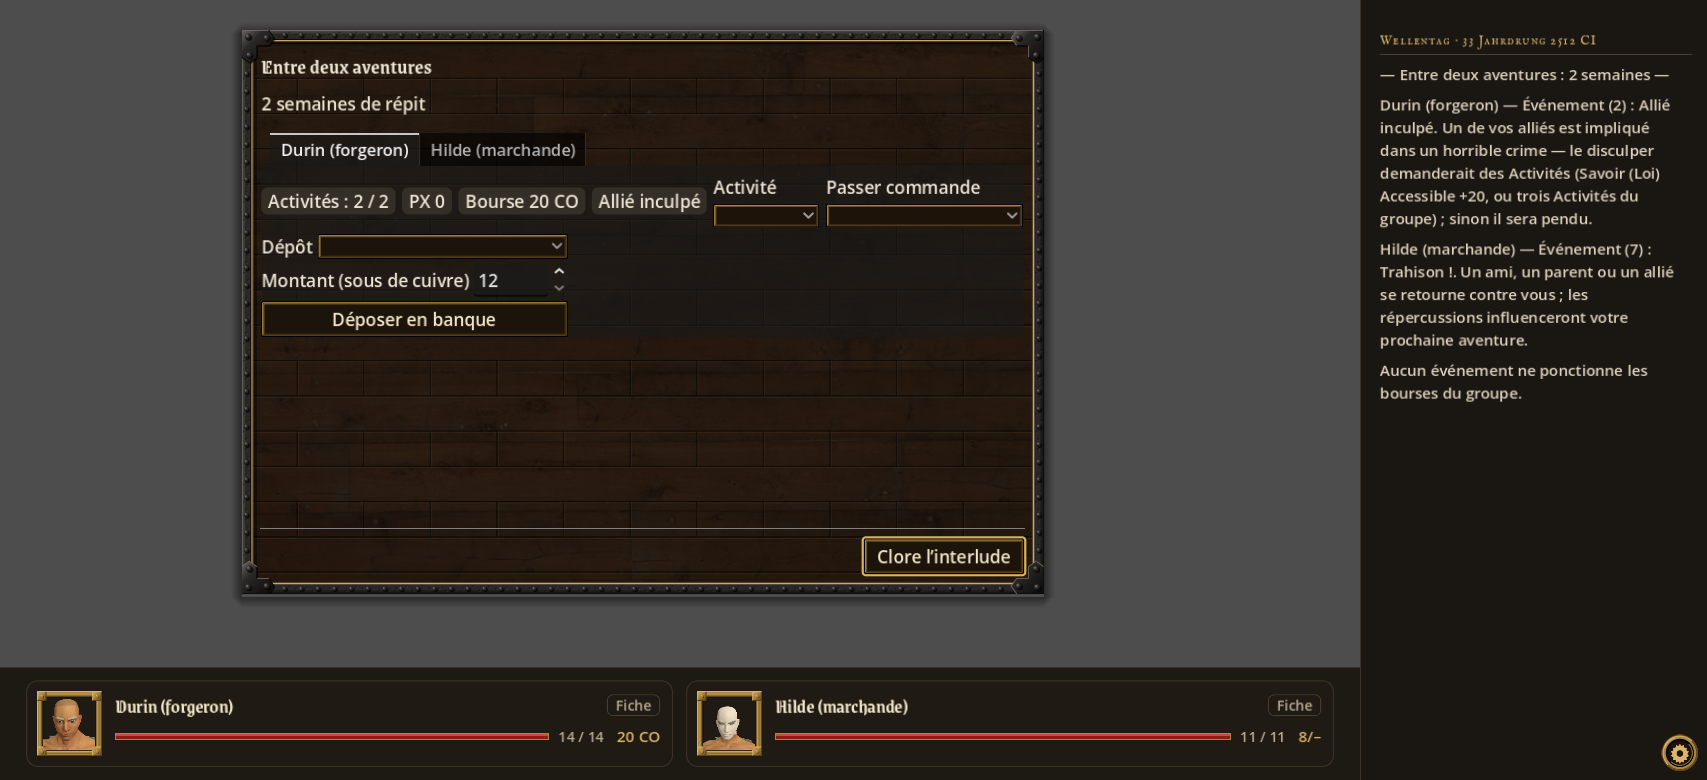 Entre deux aventures
2 semaines de répit
Durin (forgeron)
Hilde (marchande)
Activités : 2 / 2
PX 0
Bourse 20 CO
Allié inculpé
Activité
Passer commande
Dépôt
Montant (sous de cuivre) 12
Déposer en banque
Clore l'interlude
Durin (forgeron)
Fiche
14 / 14
20 CO
Hilde (marchande)
Fiche
11 / 11
8/–
Wellentag · 33 Jahrdrung 2512 CI
— Entre deux aventures : 2 semaines —
Durin (forgeron) — Événement (2) : Allié
inculpé. Un de vos alliés est impliqué
dans un horrible crime — le disculper
demanderait des Activités (Savoir (Loi)
Accessible +20, ou trois Activités du
groupe) ; sinon il sera pendu.
Hilde (marchande) — Événement (7) :
Trahison !. Un ami, un parent ou un allié
se retourne contre vous ; les
répercussions influenceront votre
prochaine aventure.
Aucun événement ne ponctionne les
bourses du groupe.